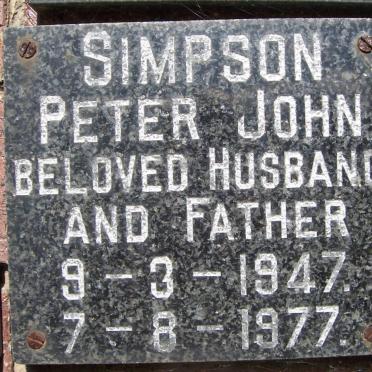 SIMPSON
PETER JOHN
BELOVED HUSBAND
AND FATHER
9-3-1947.
7-8-1977.